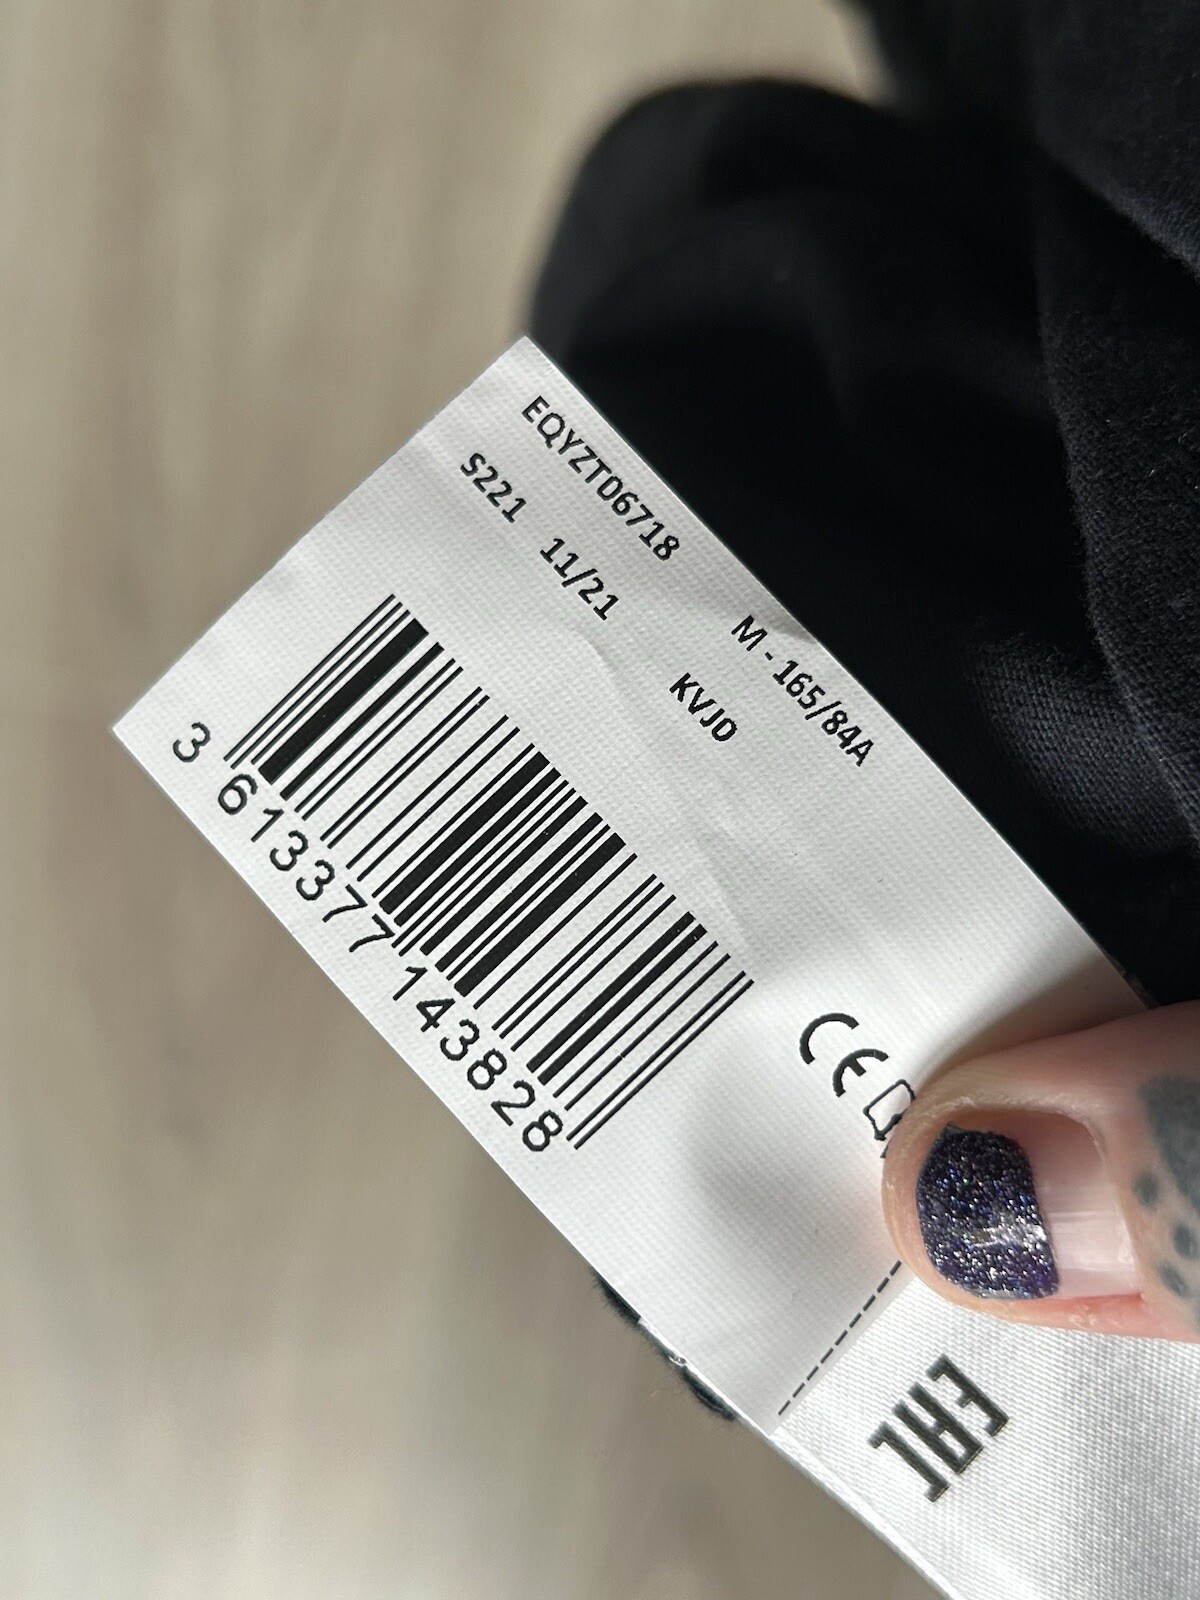 EQYZT06718 M - 165/84A
S221 11/21 KVJ0
3 613377 143828
CE
EAC